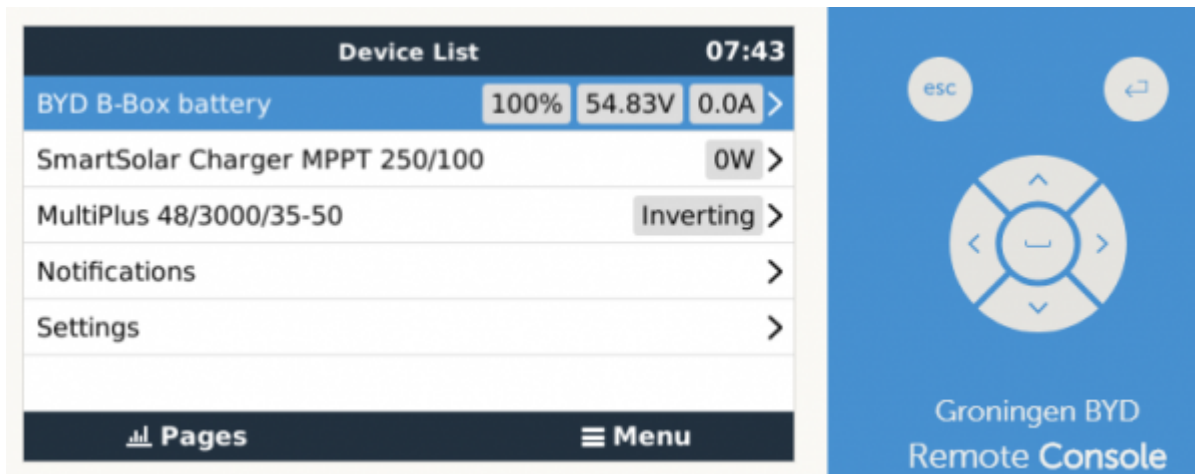 Device List 07:43
BYD B-Box battery 100% 54.83V 0.0A
SmartSolar Charger MPPT 250/100 0W
MultiPlus 48/3000/35-50 Inverting
Notifications
Settings
Pages Menu
esc
Groningen BYD
Remote Console